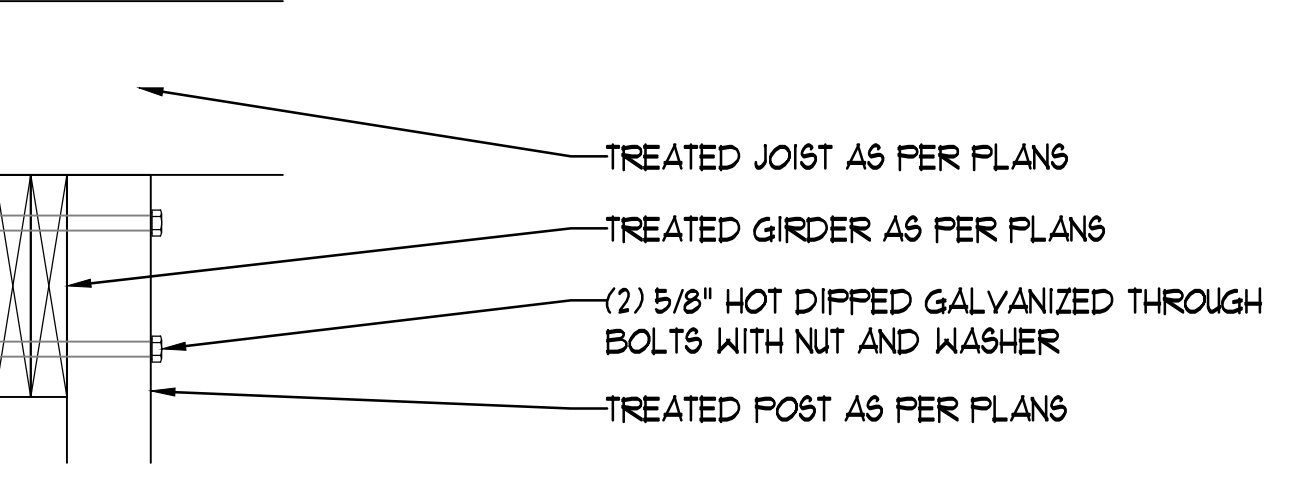 TREATED JOIST AS PER PLANS
TREATED GIRDER AS PER PLANS
(2) 5/8" HOT DIPPED GALVANIZED THROUGH
BOLTS WITH NUT AND WASHER
TREATED POST AS PER PLANS